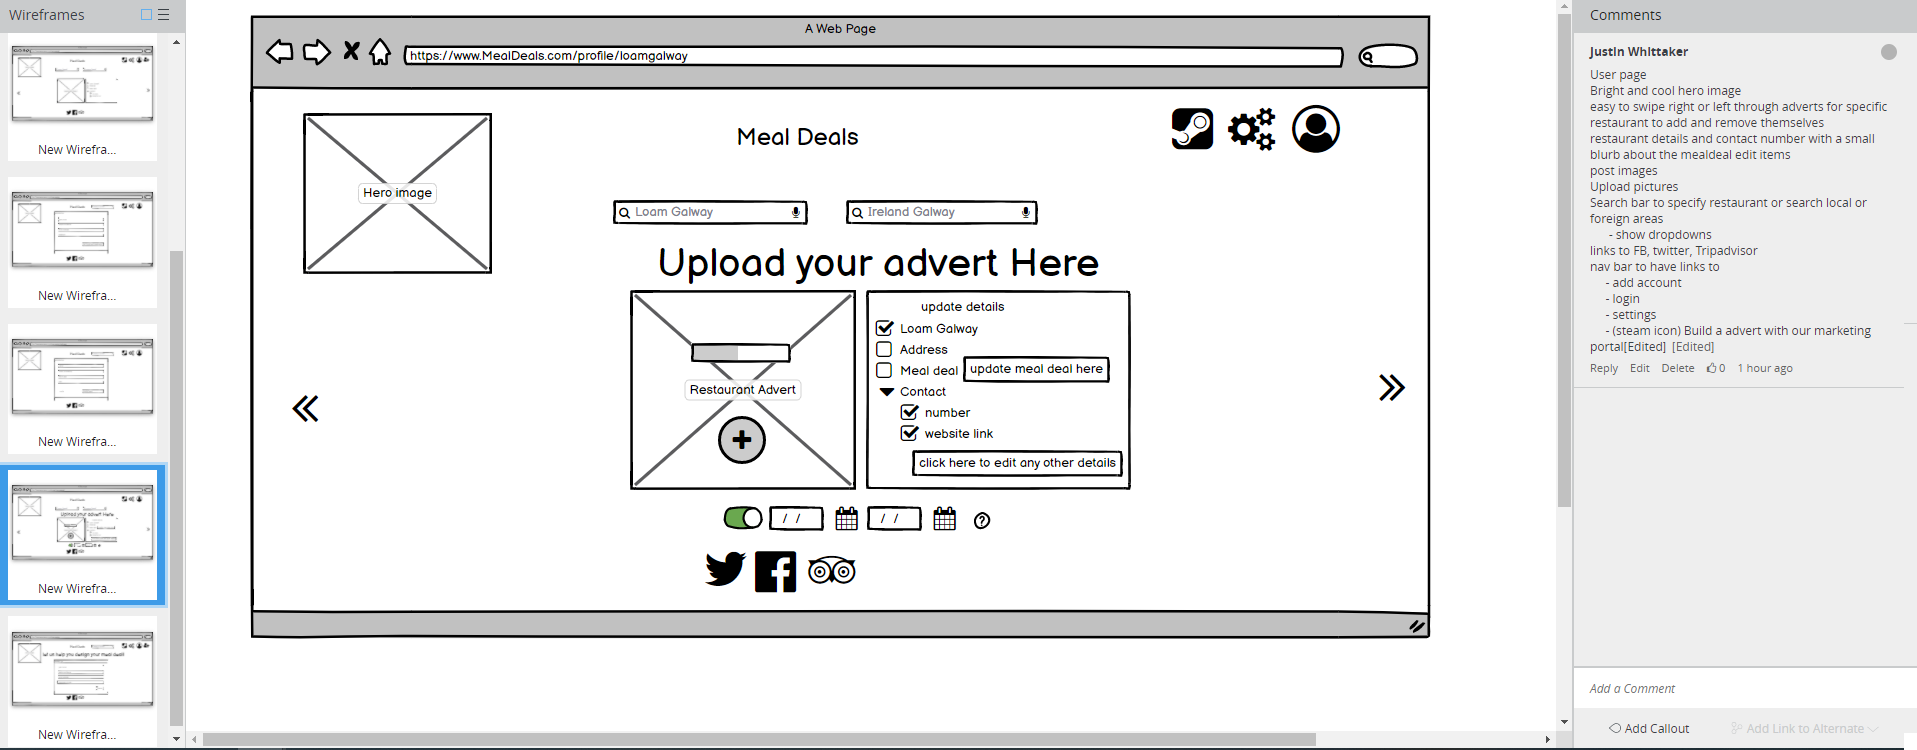 Wireframes
New Wirefra...
New Wirefra...
New Wirefra...
New Wirefra...
New Wirefra...
A Web Page
https://www.MealDeals.com/profile/loamgalway
Hero image
Meal Deals
Loam Galway
Ireland Galway
Upload your advert Here
Restaurant Advert
update details
Loam Galway
Address
Meal deal
update meal deal here
Contact
number
website link
click here to edit any other details
/ /
/ /
?
Comments
Justin Whittaker
User page
Bright and cool hero image
easy to swipe right or left through adverts for specific
restaurant to add and remove themselves
restaurant details and contact number with a small
blurb about the mealdeal edit items
post images
Upload pictures
Search bar to specify restaurant or search local or
foreign areas
- show dropdowns
links to FB, twitter, Tripadvisor
nav bar to have links to
- add account
- login
- settings
- (steam icon) Build a advert with our marketing
portal[Edited] [Edited]
Reply Edit Delete 0 1 hour ago
Add a Comment
Add Callout
Add Link to Alternate